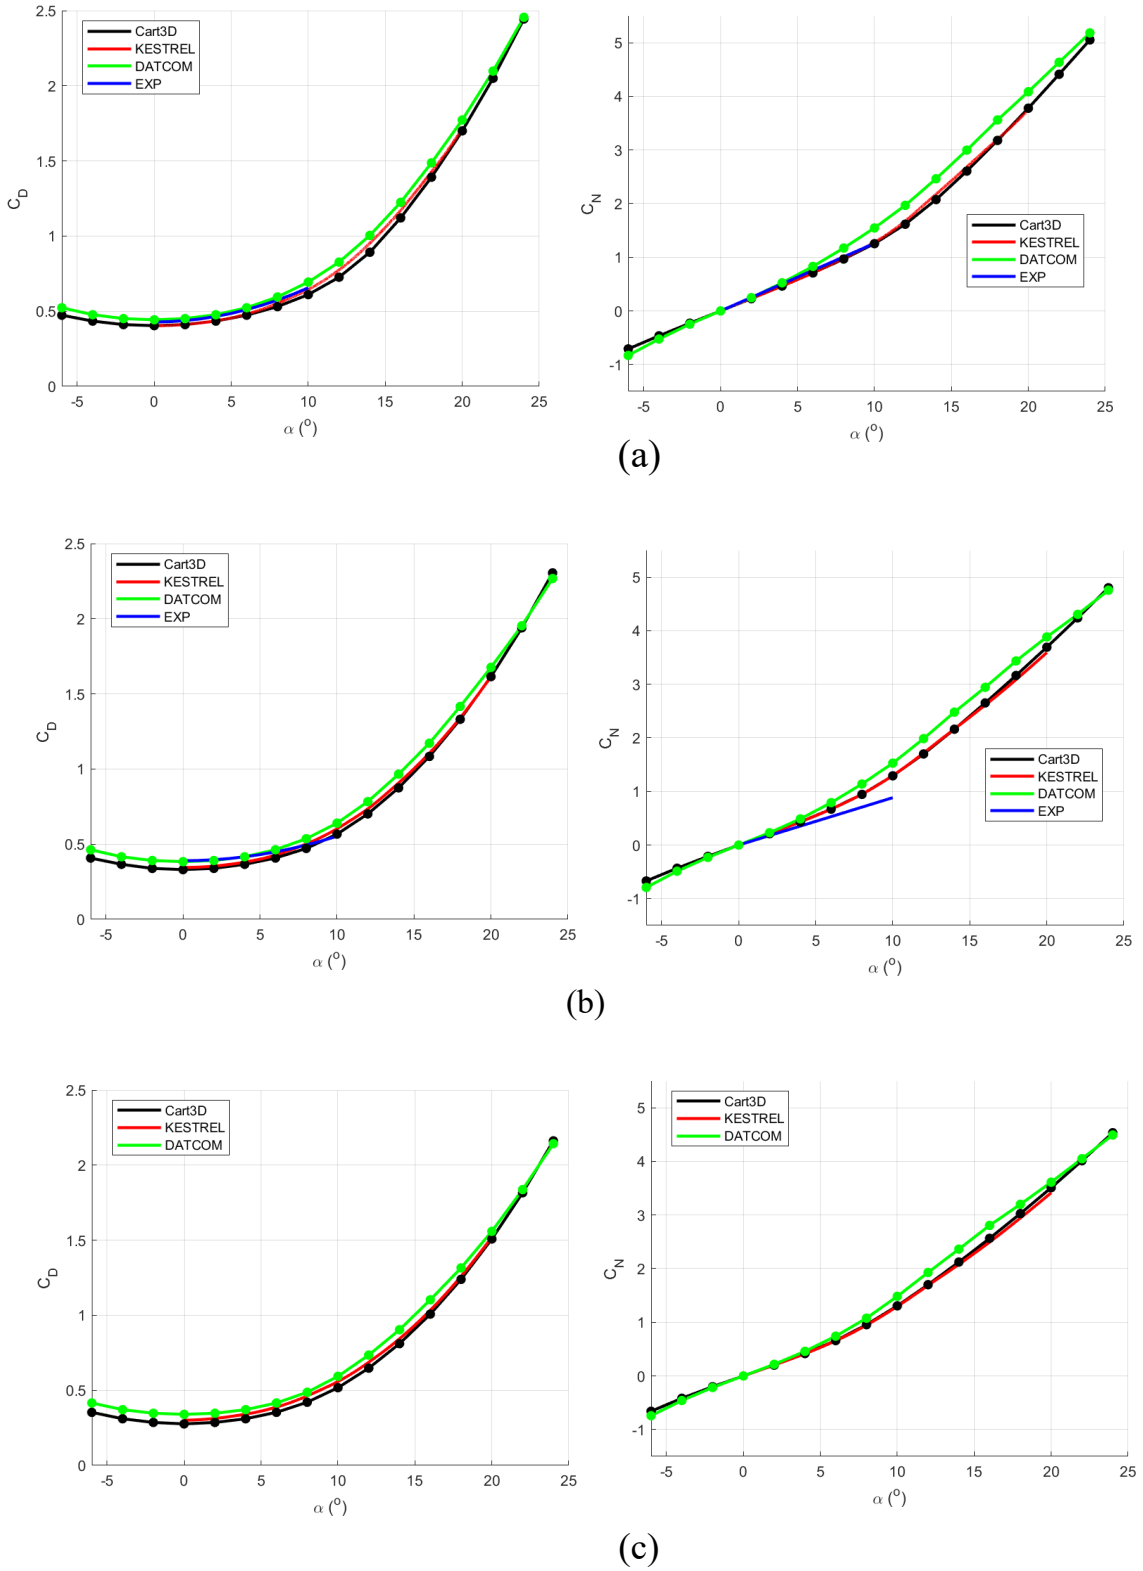 2.5
2
1.5
1
0.5
0
C_D
-5 0 5 10 15 20 25
α (°)
Cart3D
KESTREL
DATCOM
EXP
5
4
3
2
1
0
-1
C_N
-5 0 5 10 15 20 25
α (°)
Cart3D
KESTREL
DATCOM
EXP
(a)
2.5
2
1.5
1
0.5
0
C_D
-5 0 5 10 15 20 25
α (°)
Cart3D
KESTREL
DATCOM
EXP
5
4
3
2
1
0
-1
C_N
-5 0 5 10 15 20 25
α (°)
Cart3D
KESTREL
DATCOM
EXP
(b)
2.5
2
1.5
1
0.5
0
C_D
-5 0 5 10 15 20 25
α (°)
Cart3D
KESTREL
DATCOM
5
4
3
2
1
0
-1
C_N
-5 0 5 10 15 20 25
α (°)
Cart3D
KESTREL
DATCOM
(c)